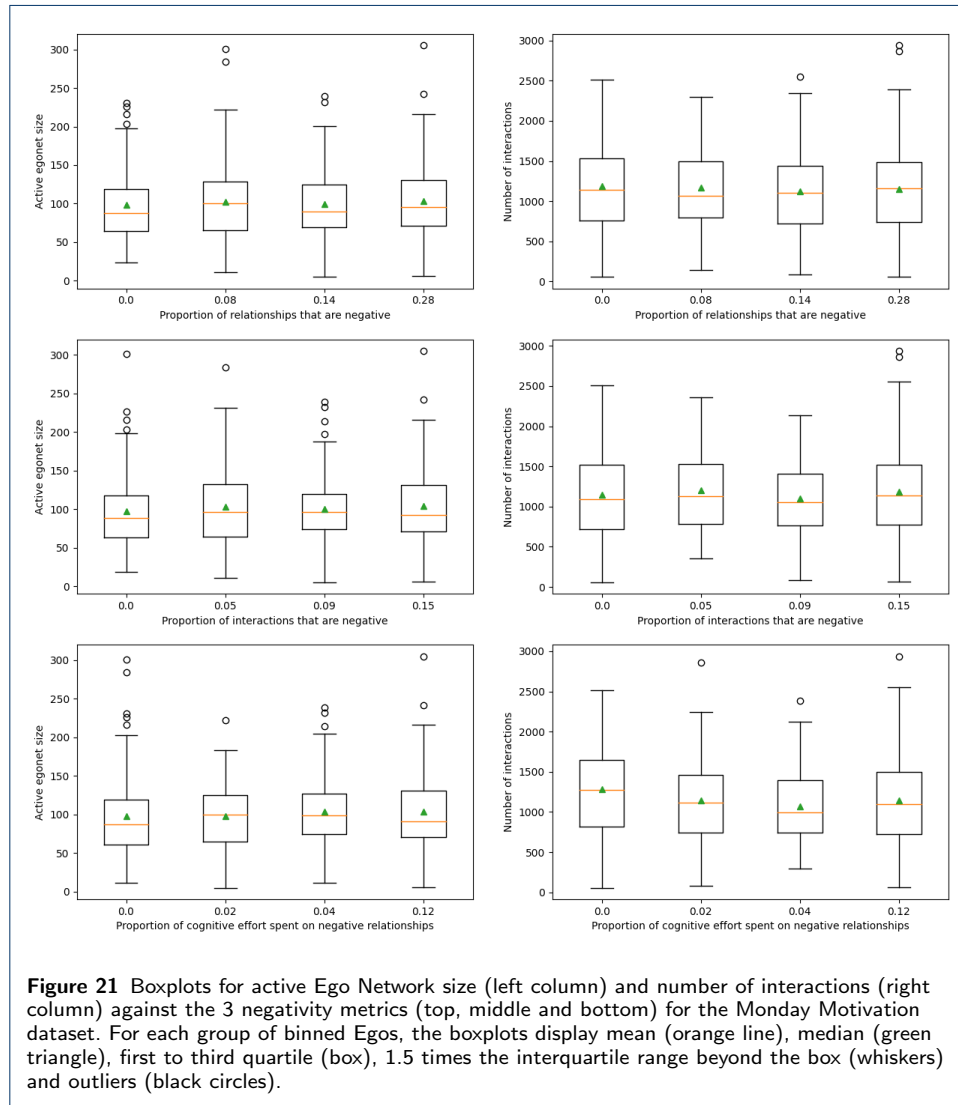 300
250
200
150
100
50
0
Active egonet size
0.0 0.08 0.14 0.28
Proportion of relationships that are negative
3000
2500
2000
1500
1000
500
0
Number of interactions
0.0 0.08 0.14 0.28
Proportion of relationships that are negative
300
250
200
150
100
50
0
Active egonet size
0.0 0.05 0.09 0.15
Proportion of interactions that are negative
3000
2500
2000
1500
1000
500
0
Number of interactions
0.0 0.05 0.09 0.15
Proportion of interactions that are negative
300
250
200
150
100
50
0
Active egonet size
0.0 0.02 0.04 0.12
Proportion of cognitive effort spent on negative relationships
3000
2500
2000
1500
1000
500
0
Number of interactions
0.0 0.02 0.04 0.12
Proportion of cognitive effort spent on negative relationships
Figure 21 Boxplots for active Ego Network size (left column) and number of interactions (right
column) against the 3 negativity metrics (top, middle and bottom) for the Monday Motivation
dataset. For each group of binned Egos, the boxplots display mean (orange line), median (green
triangle), first to third quartile (box), 1.5 times the interquartile range beyond the box (whiskers)
and outliers (black circles).